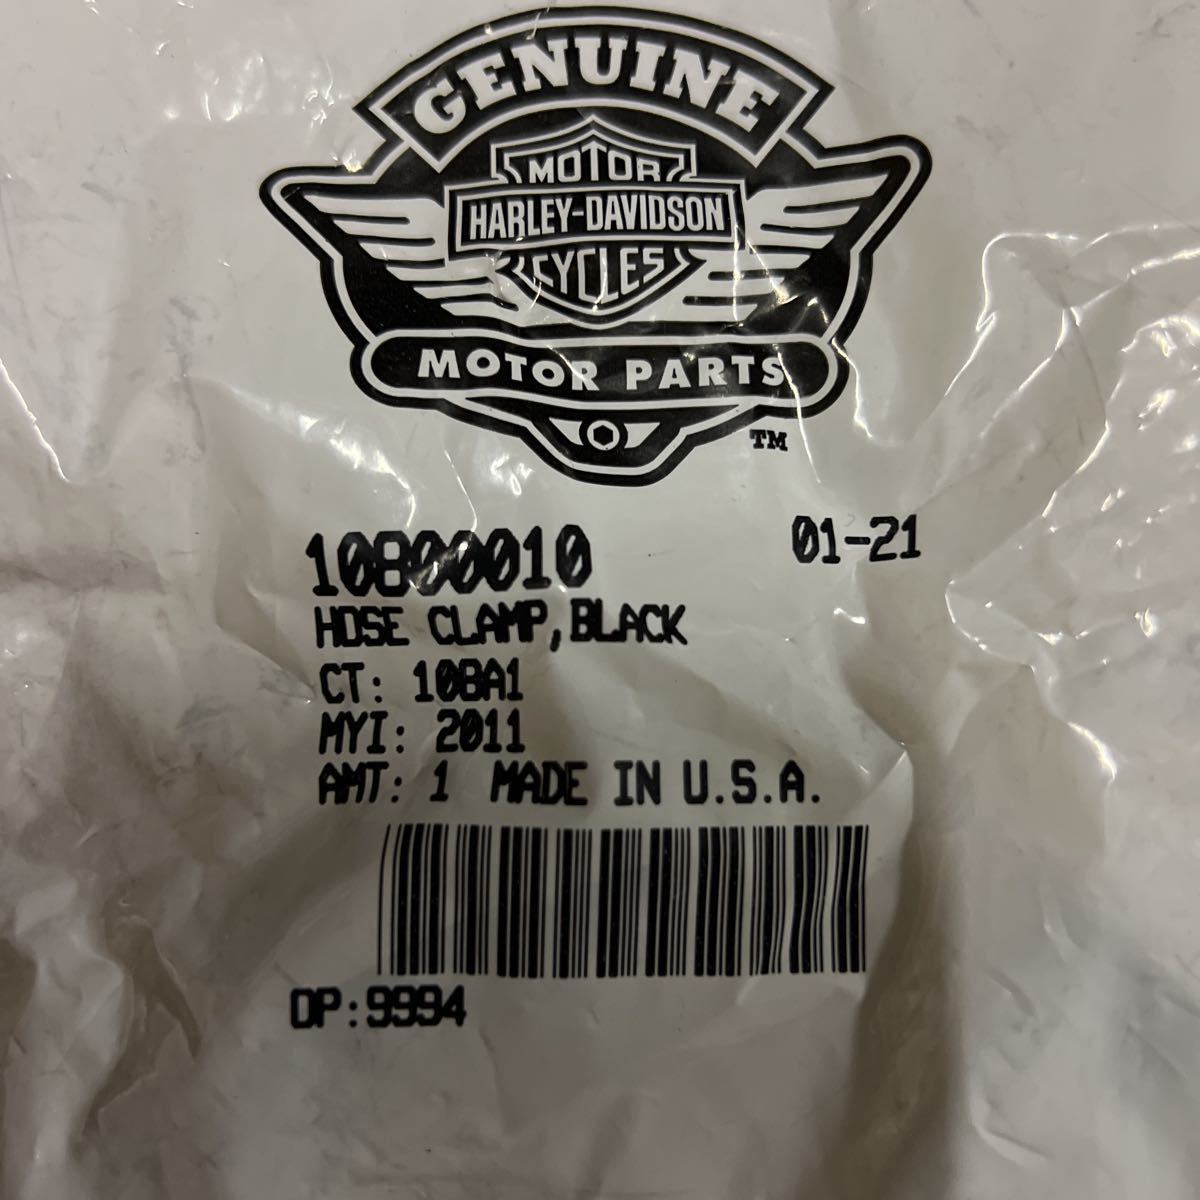 GENUINE
MOTOR
HARLEY-DAVIDSON
CYCLES
MOTOR PARTS
TM
10800010 01-21
HOSE CLAMP,BLACK
CT: 10BA1
MYI: 2011
AMT: 1 MADE IN U.S.A.
OP:9994